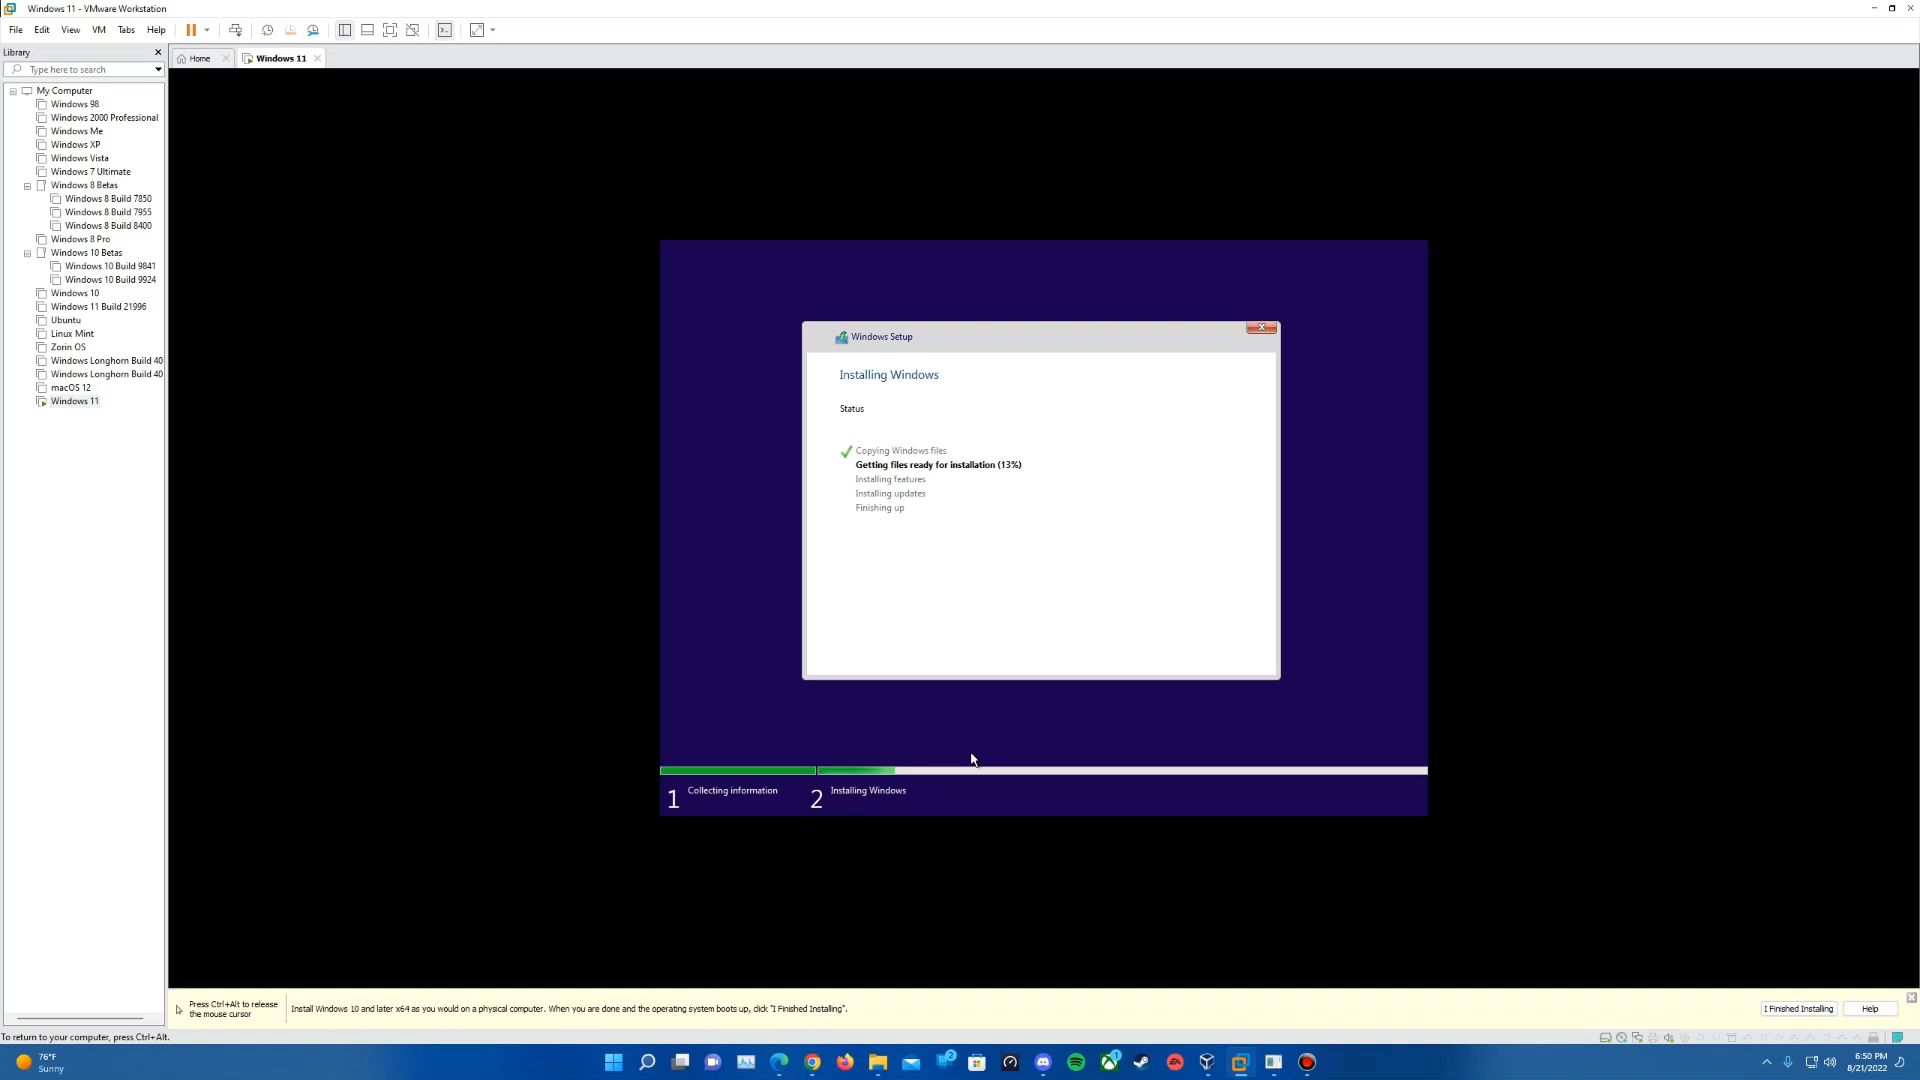 Windows 11 - VMware Workstation
File Edit View VM Tabs Help
Library
Type here to search
Home
Windows 11
My Computer
Windows 98
Windows 2000 Professional
Windows Me
Windows XP
Windows Vista
Windows 7 Ultimate
Windows 8 Betas
Windows 8 Build 7850
Windows 8 Build 7955
Windows 8 Build 8400
Windows 8 Pro
Windows 10 Betas
Windows 10 Build 9841
Windows 10 Build 9924
Windows 10
Windows 11 Build 21996
Ubuntu
Linux Mint
Zorin OS
Windows Longhorn Build 40
Windows Longhorn Build 40
macOS 12
Windows 11
Windows Setup
Installing Windows
Status
Copying Windows files
Getting files ready for installation (13%)
Installing features
Installing updates
Finishing up
1 Collecting information
2 Installing Windows
Press Ctrl+Alt to release
the mouse cursor
Install Windows 10 and later x64 as you would on a physical computer. When you are done and the operating system boots up, click "I Finished Installing".
I Finished Installing
Help
To return to your computer, press Ctrl+Alt.
76°F
Sunny
2
1
EA
6:50 PM
8/21/2022